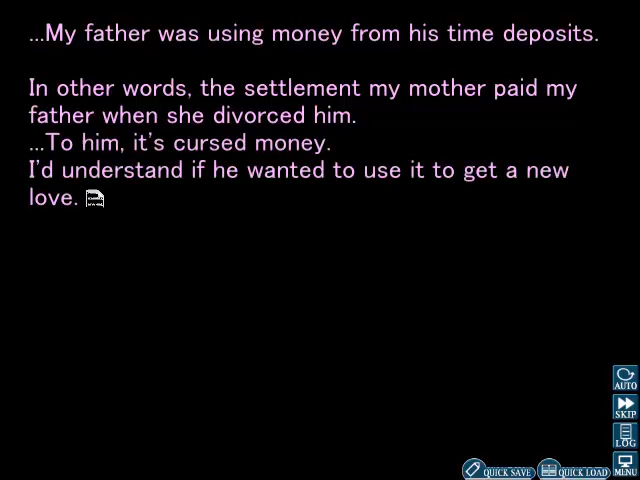 ...My father was using money from his time deposits.
In other words, the settlement my mother paid my
father when she divorced him.
...To him, it's cursed money.
I'd understand if he wanted to use it to get a new
love.
AUTO
SKIP
LOG
MENU
QUICK SAVE
QUICK LOAD